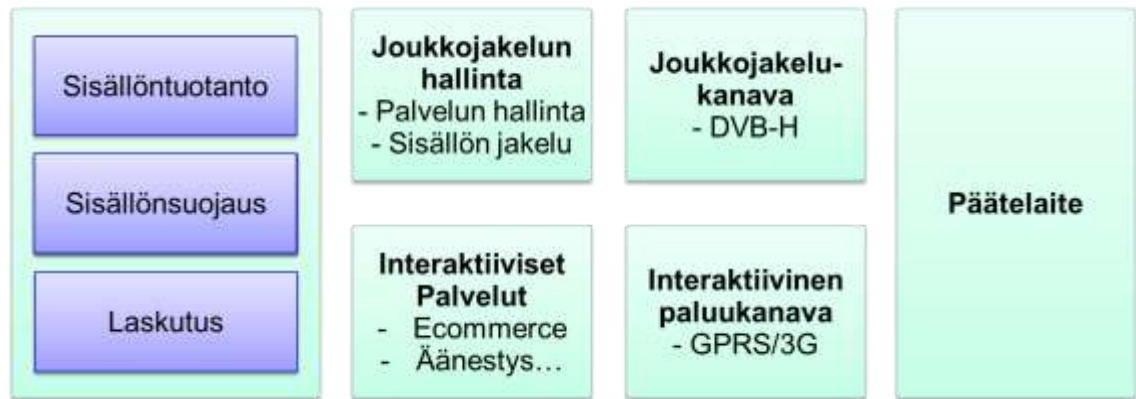 Sisällöntuotanto
Sisällönsuojaus
Laskutus
Joukkojakelun
hallinta
- Palvelun hallinta
- Sisällön jakelu
Interaktiiviset
Palvelut
- Ecommerce
- Äänestys…
Joukkojakelu-
kanava
- DVB-H
Interaktiivinen
paluukanava
- GPRS/3G
Päätelaite